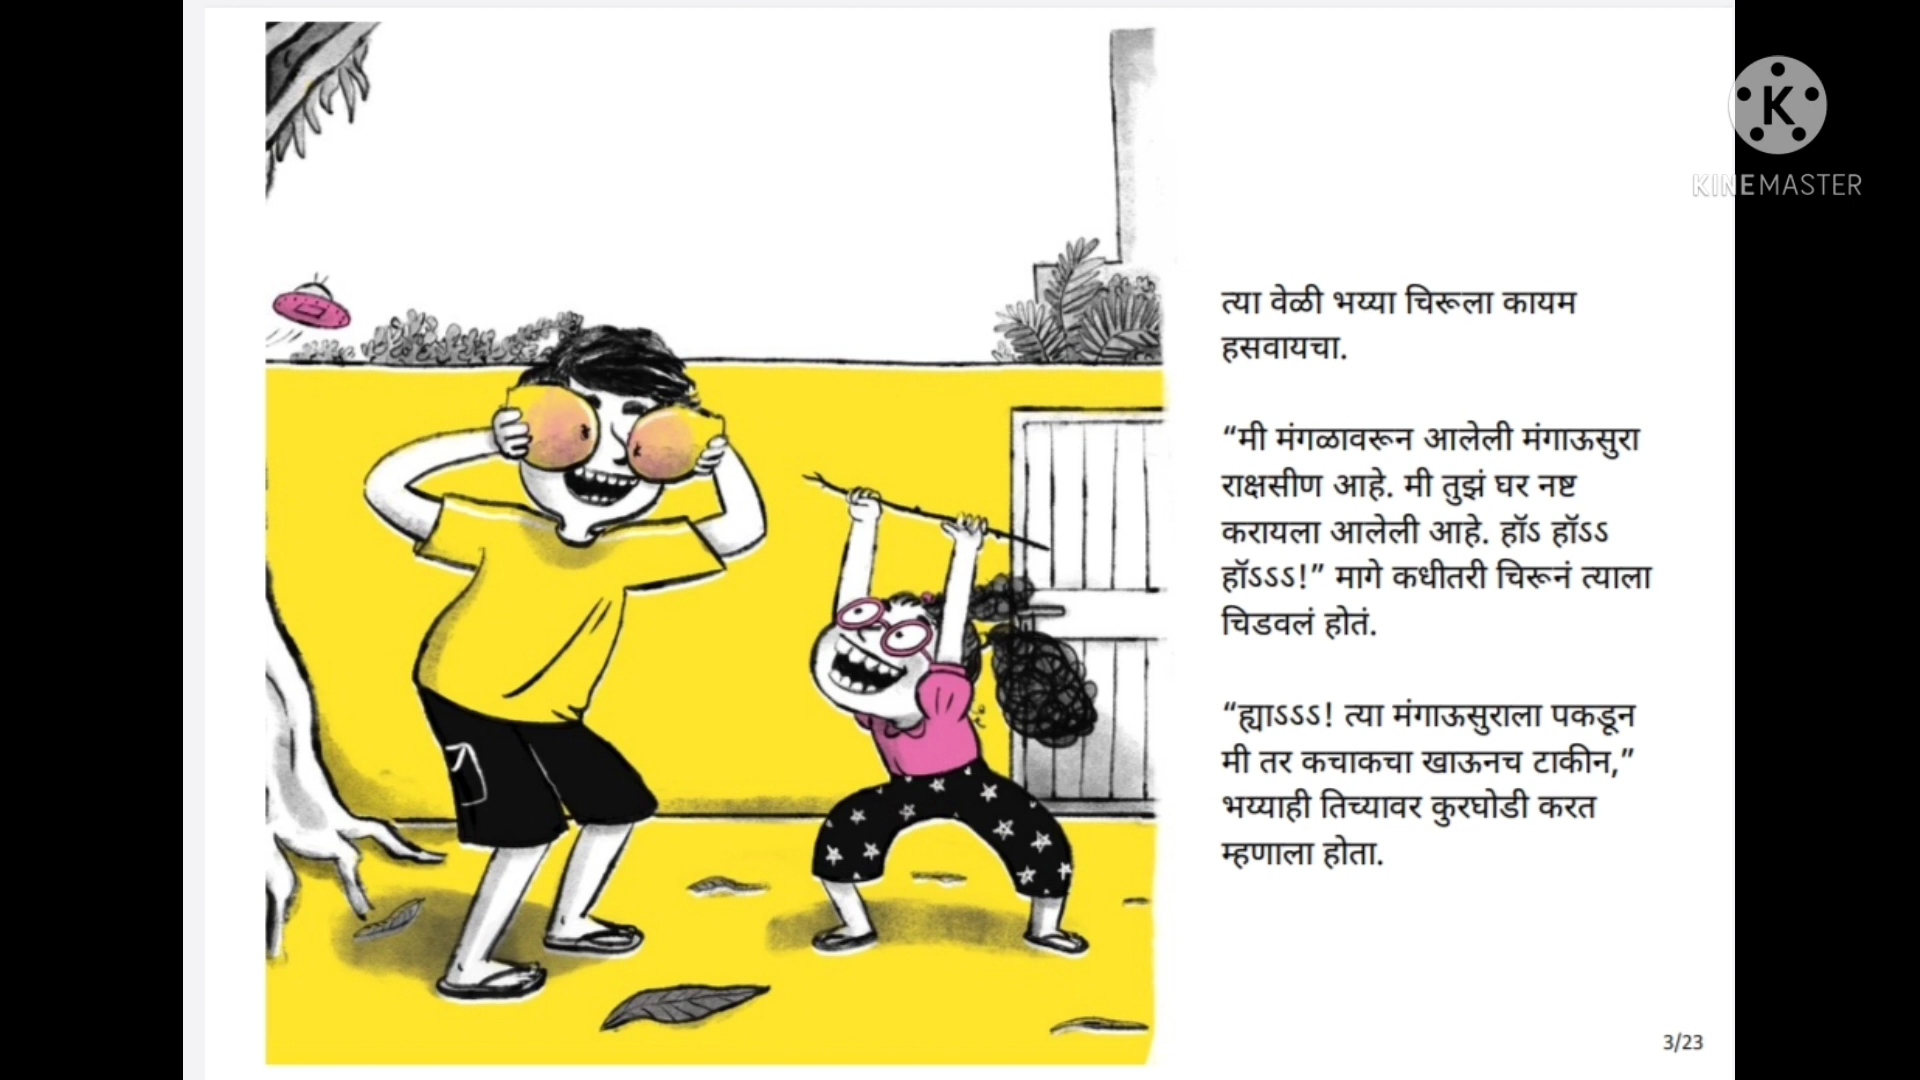 त्या वेळी भय्या चिरूला कायम
हसवायचा.
“मी मंगळावरून आलेली मंगाऊसुरा
राक्षसीण आहे. मी तुझं घर नष्ट
करायला आलेली आहे. हॉऽ हॉऽऽ
हॉऽऽऽ!” मागे कधीतरी चिरूनं त्याला
चिडवलं होतं.
“ह्याऽऽऽ! त्या मंगाऊसुराला पकडून
मी तर कचाकचा खाऊनच टाकीन,”
भय्याही तिच्यावर कुरघोडी करत
म्हणाला होता.
3/23
K
KINEMASTER